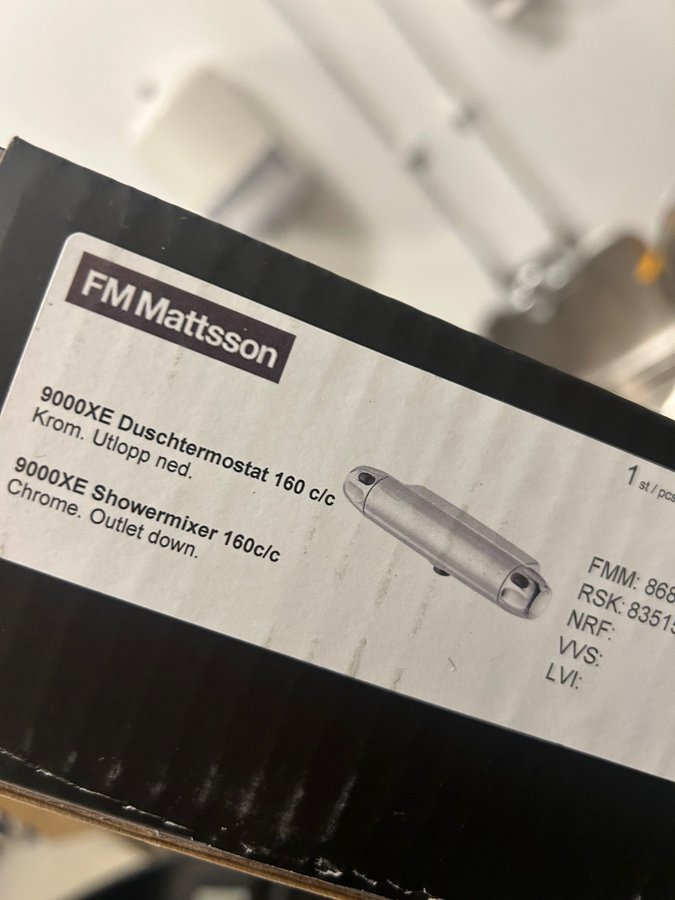 FM Mattsson
9000XE Duschtermostat 160 c/c
Krom. Utlopp ned.
9000XE Showermixer 160c/c
Chrome. Outlet down.
1 st / pcs
FMM: 868
RSK: 83515
NRF:
VVS:
LVI: